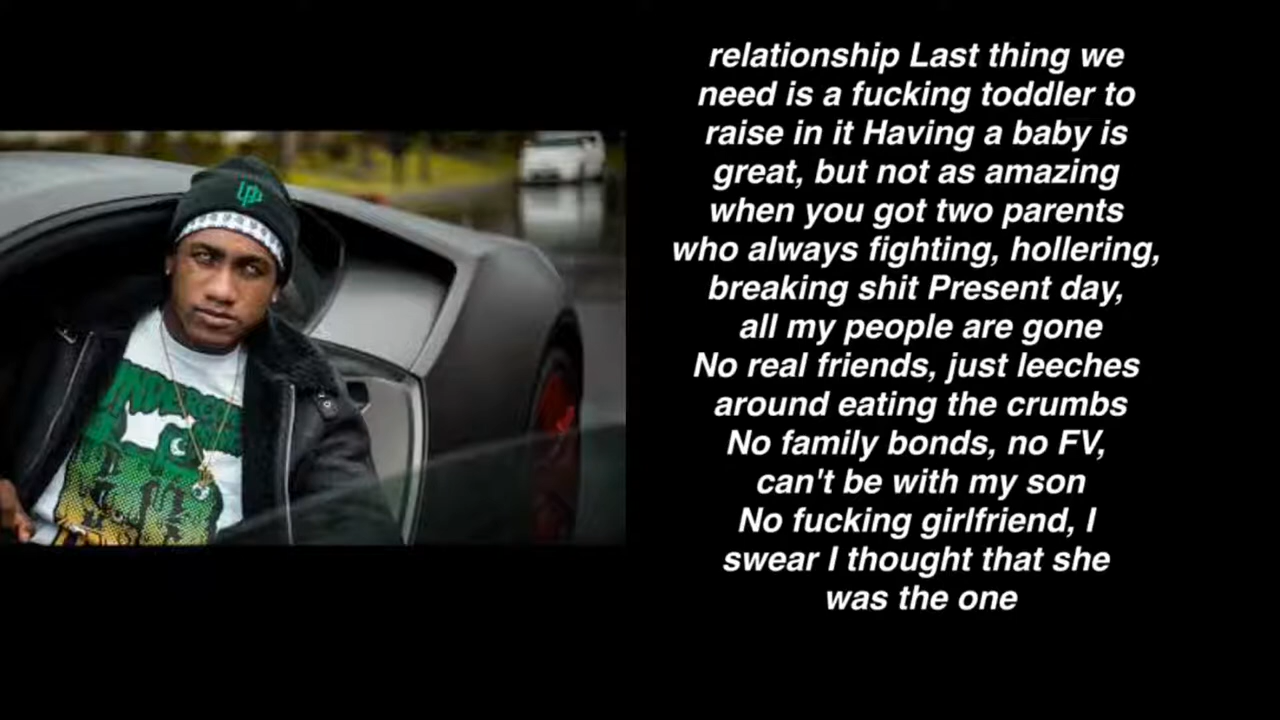 relationship Last thing we
need is a fucking toddler to
raise in it Having a baby is
great, but not as amazing
when you got two parents
who always fighting, hollering,
breaking shit Present day,
all my people are gone
No real friends, just leeches
around eating the crumbs
No family bonds, no FV,
can't be with my son
No fucking girlfriend, I
swear I thought that she
was the one